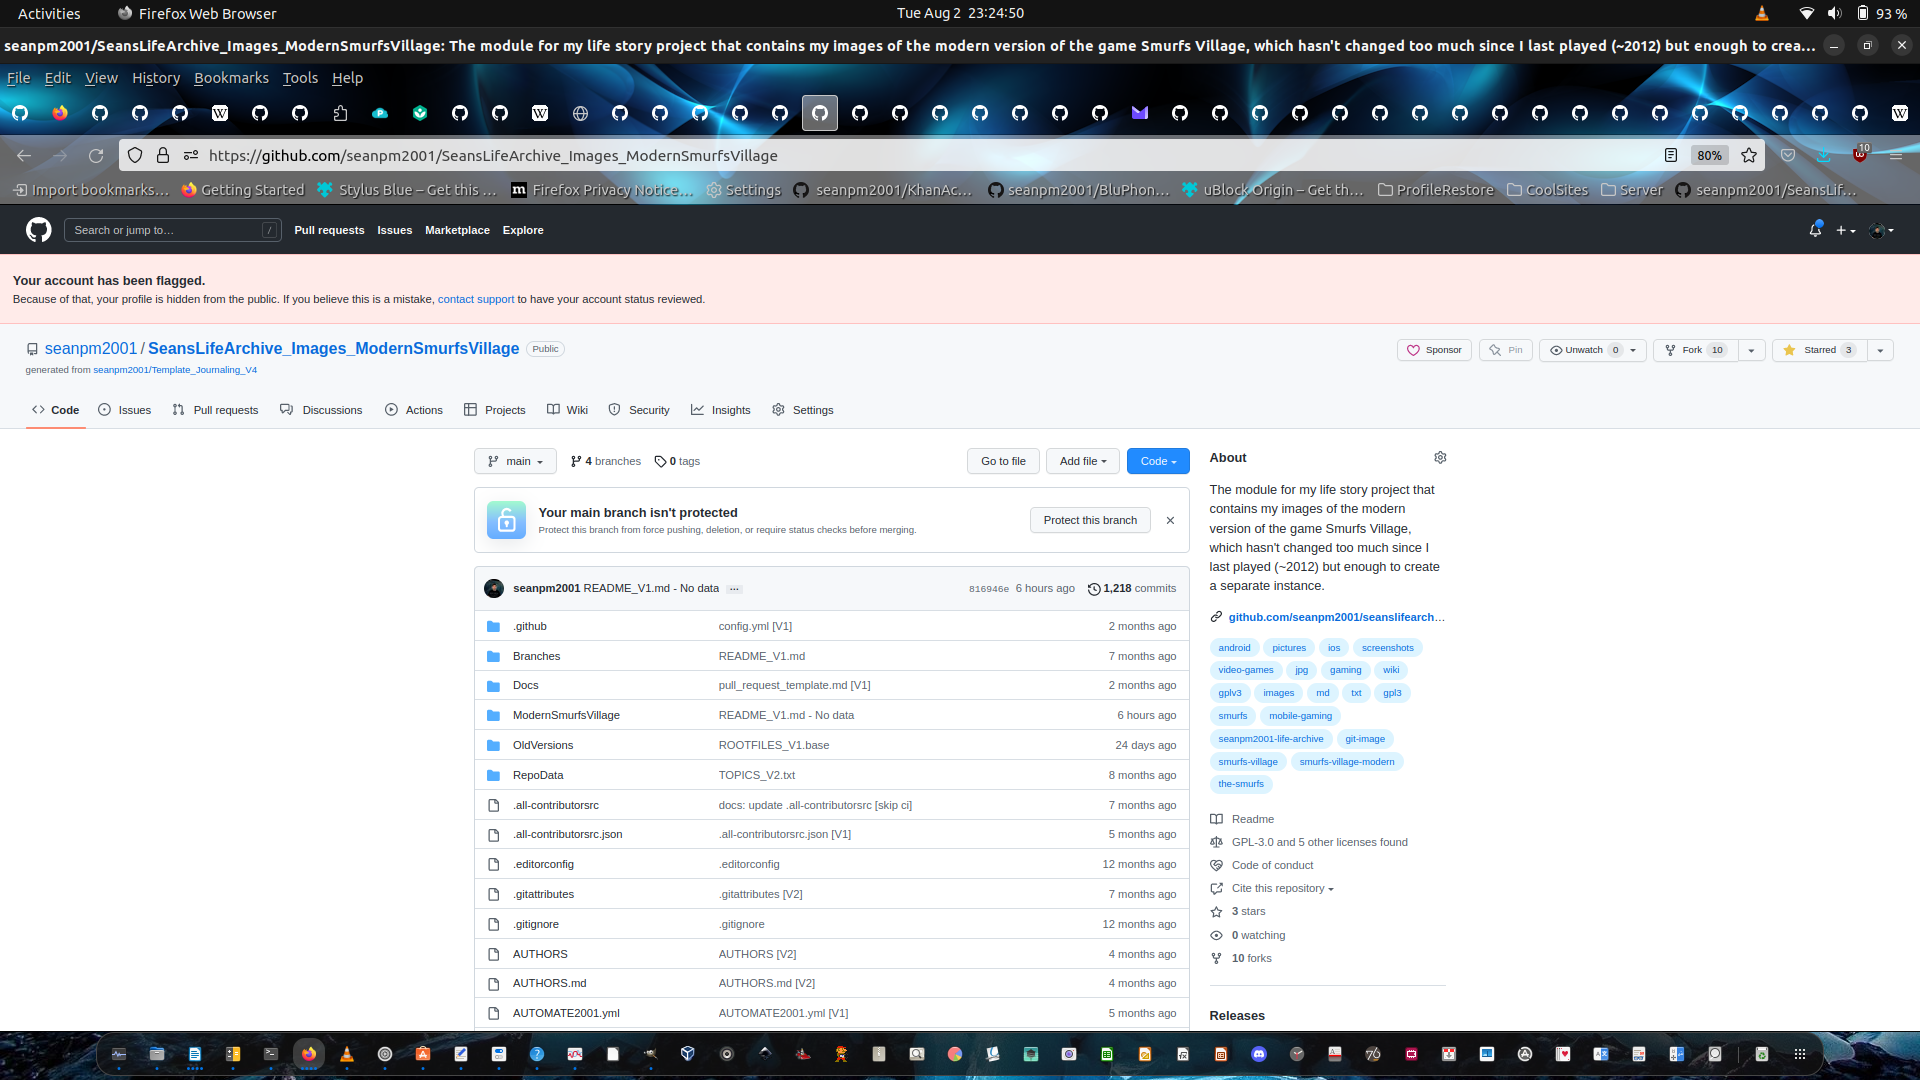 Activities
Firefox Web Browser
Tue Aug 2 23:24:50
93 %
seanpm2001/SeansLifeArchive_Images_ModernSmurfsVillage: The module for my life story project that contains my images of the modern version of the game Smurfs Village, which hasn't changed too much since I last played (~2012) but enough to crea…
File Edit View History Bookmarks Tools Help
https://github.com/seanpm2001/SeansLifeArchive_Images_ModernSmurfsVillage
80%
10
Import bookmarks… Getting Started Stylus Blue – Get this … Firefox Privacy Notice… Settings seanpm2001/KhanAc… seanpm2001/BluPhon… uBlock Origin – Get th… ProfileRestore CoolSites Server seanpm2001/SeansLif…
Search or jump to… /
Pull requests Issues Marketplace Explore
Your account has been flagged.
Because of that, your profile is hidden from the public. If you believe this is a mistake, contact support to have your account status reviewed.
seanpm2001 / SeansLifeArchive_Images_ModernSmurfsVillage Public
Sponsor Pin Unwatch 0 Fork 10 Starred 3
generated from seanpm2001/Template_Journaling_V4
Code Issues Pull requests Discussions Actions Projects Wiki Security Insights Settings
main 4 branches 0 tags
Go to file Add file Code
Your main branch isn't protected
Protect this branch from force pushing, deletion, or require status checks before merging.
Protect this branch
seanpm2001 README_V1.md - No data … 816946e 6 hours ago 1,218 commits
.github config.yml [V1] 2 months ago
Branches README_V1.md 7 months ago
Docs pull_request_template.md [V1] 2 months ago
ModernSmurfsVillage README_V1.md - No data 6 hours ago
OldVersions ROOTFILES_V1.base 24 days ago
RepoData TOPICS_V2.txt 8 months ago
.all-contributorsrc docs: update .all-contributorsrc [skip ci] 7 months ago
.all-contributorsrc.json .all-contributorsrc.json [V1] 5 months ago
.editorconfig .editorconfig 12 months ago
.gitattributes .gitattributes [V2] 7 months ago
.gitignore .gitignore 12 months ago
AUTHORS AUTHORS [V2] 4 months ago
AUTHORS.md AUTHORS.md [V2] 4 months ago
AUTOMATE2001.yml AUTOMATE2001.yml [V1] 5 months ago
About
The module for my life story project that
contains my images of the modern
version of the game Smurfs Village,
which hasn't changed too much since I
last played (~2012) but enough to create
a separate instance.
github.com/seanpm2001/seanslifearch…
android pictures ios screenshots
video-games jpg gaming wiki
gplv3 images md txt gpl3
smurfs mobile-gaming
seanpm2001-life-archive git-image
smurfs-village smurfs-village-modern
the-smurfs
Readme
GPL-3.0 and 5 other licenses found
Code of conduct
Cite this repository
3 stars
0 watching
10 forks
Releases